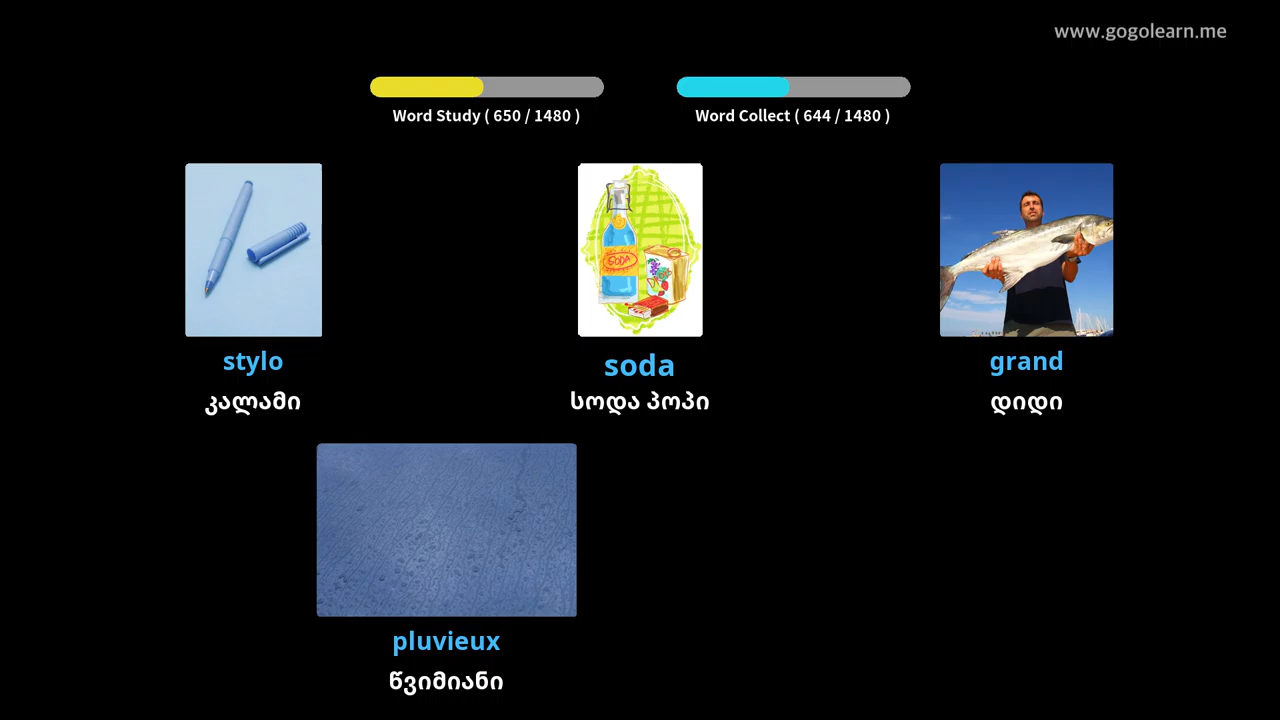 www.gogolearn.me
Word Study ( 650 / 1480 )
Word Collect ( 644 / 1480 )
SODA
stylo
soda
grand
კალამი
სოდა პოპი
დიდი
pluvieux
წვიმიანი